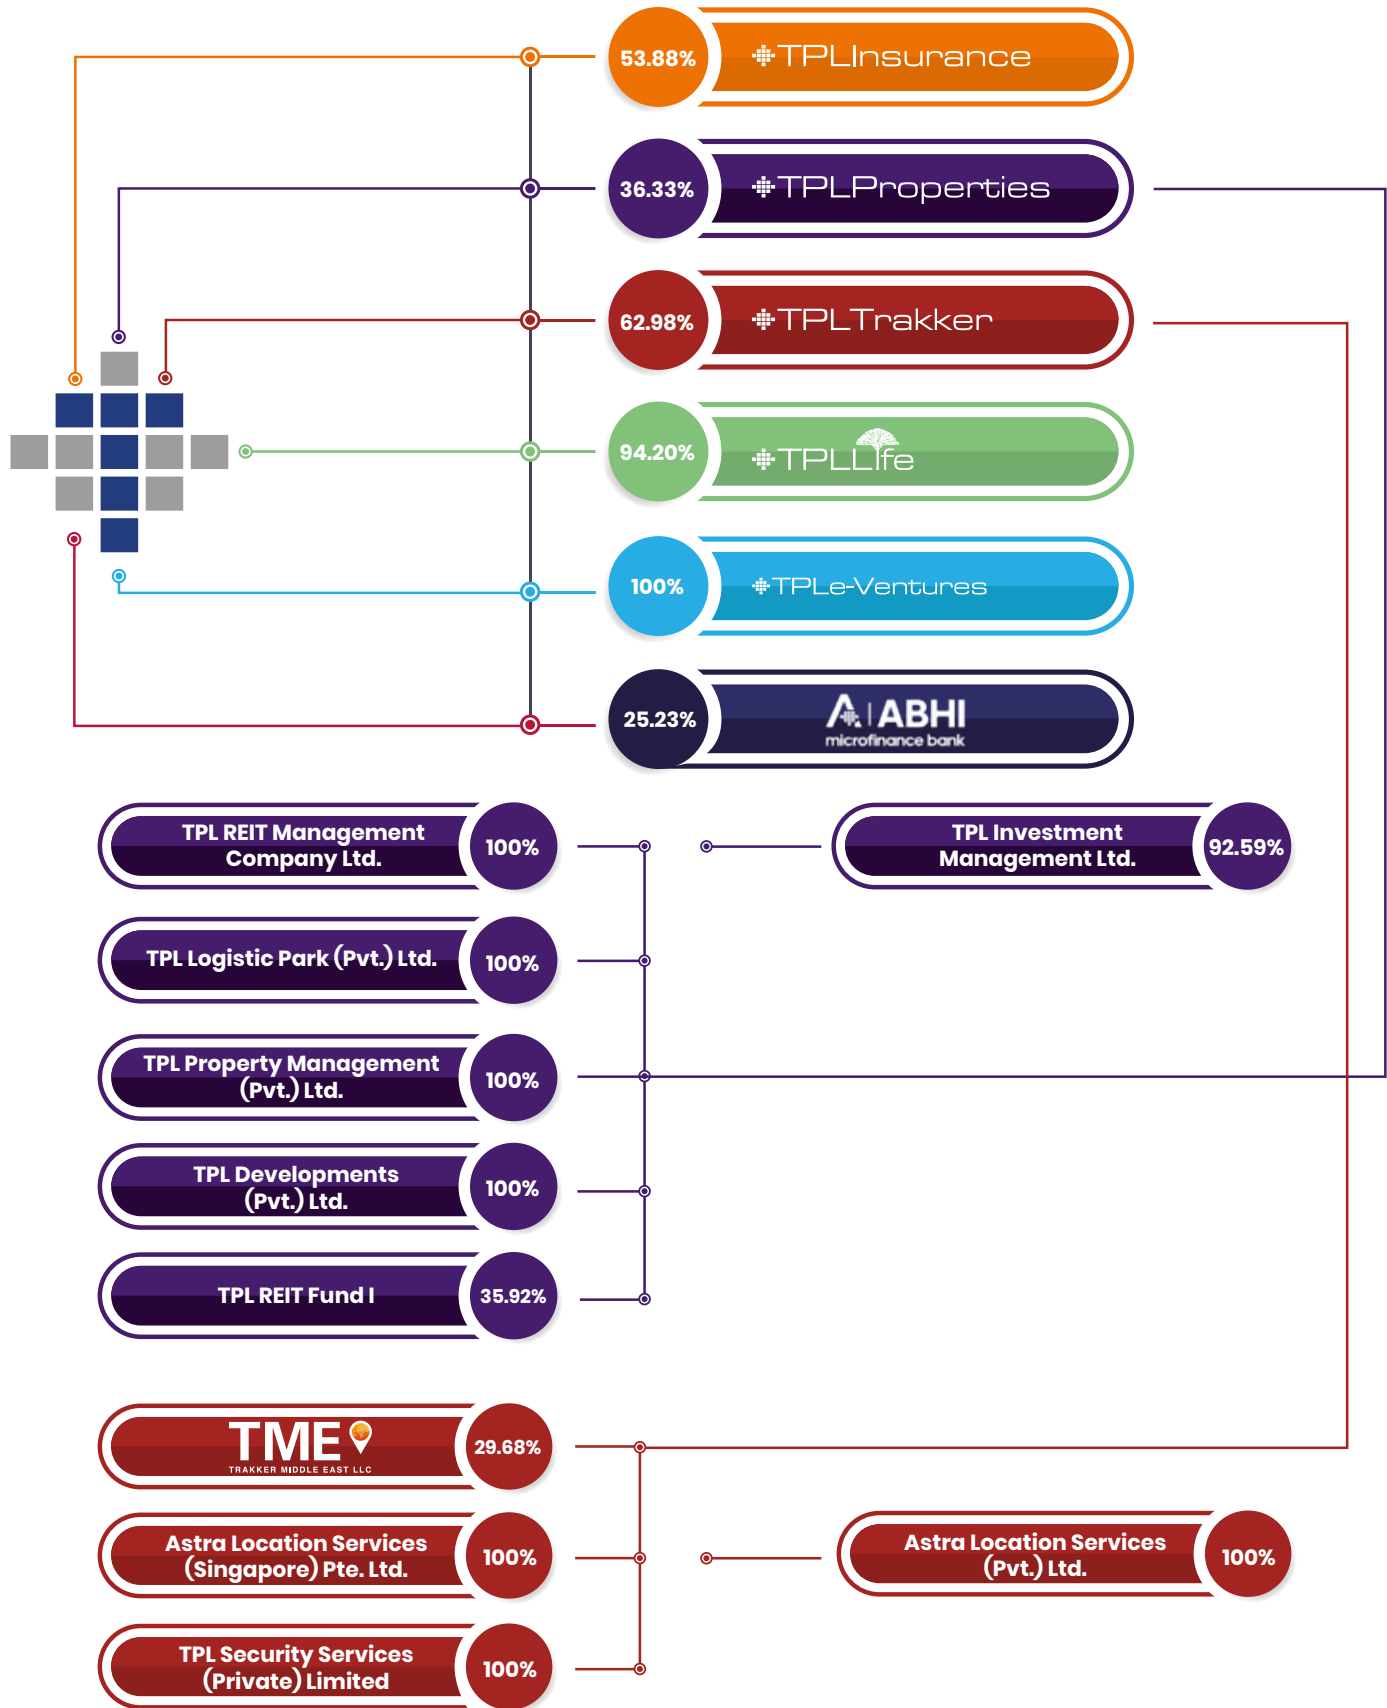 53.88%
TPLInsurance
36.33%
TPLProperties
62.98%
TPLTrakker
94.20%
TPLLife
100%
TPLe-Ventures
25.23%
ABHI
microfinance bank
TPL REIT Management
Company Ltd.
100%
TPL Investment
Management Ltd.
92.59%
TPL Logistic Park (Pvt.) Ltd.
100%
TPL Property Management
(Pvt.) Ltd.
100%
TPL Developments
(Pvt.) Ltd.
100%
TPL REIT Fund I
35.92%
TME
TRAKKER MIDDLE EAST LLC
29.68%
Astra Location Services
(Singapore) Pte. Ltd.
100%
Astra Location Services
(Pvt.) Ltd.
100%
TPL Security Services
(Private) Limited
100%